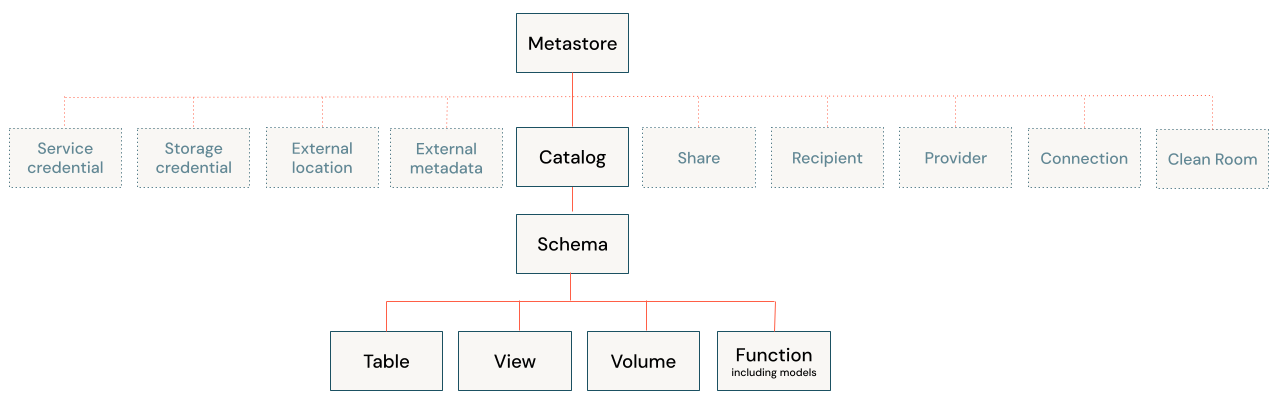 Metastore
Service
credential
Storage
credential
External
location
External
metadata
Catalog
Share
Recipient
Provider
Connection
Clean Room
Schema
Table
View
Volume
Function
including models